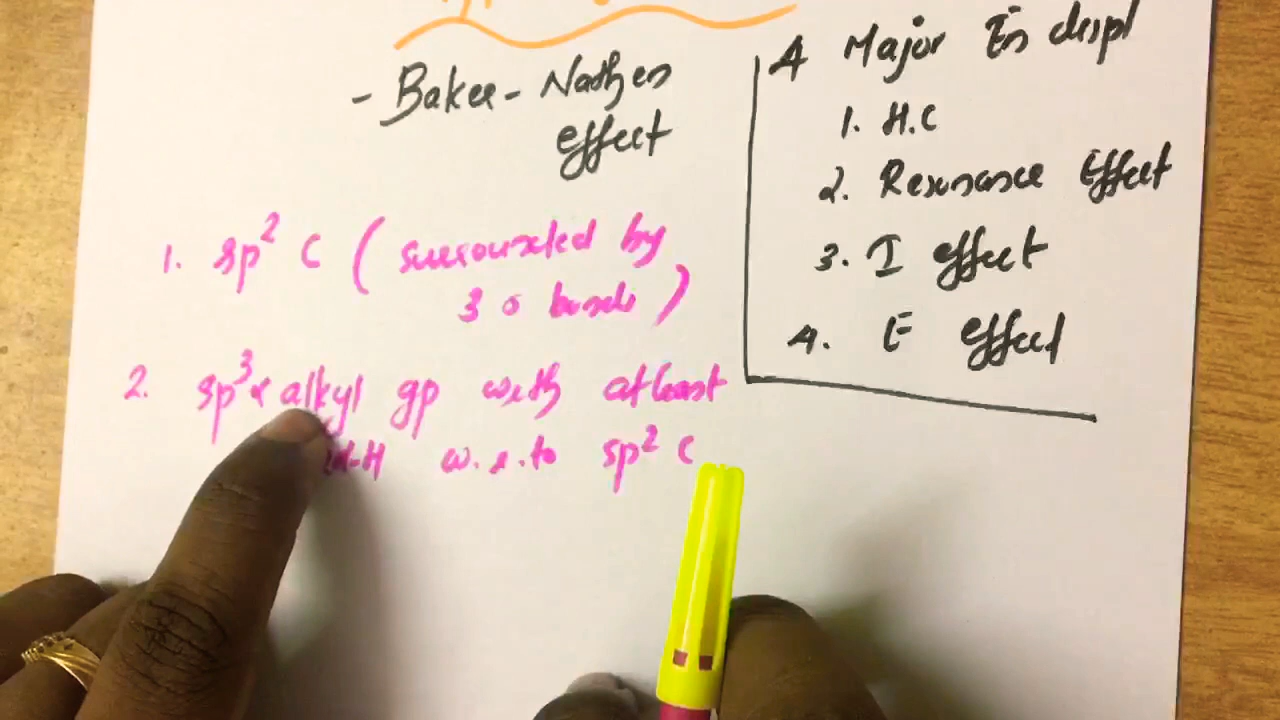 - Baker - Nathen
effect
1. sp² C ( surrounded by
3 σ bonds )
2. sp³ α alkyl gp with atleast
α-H w.r.to sp² C
4 Major En displ
1. H.C
2. Resonance Effect
3. I effect
4. E effect